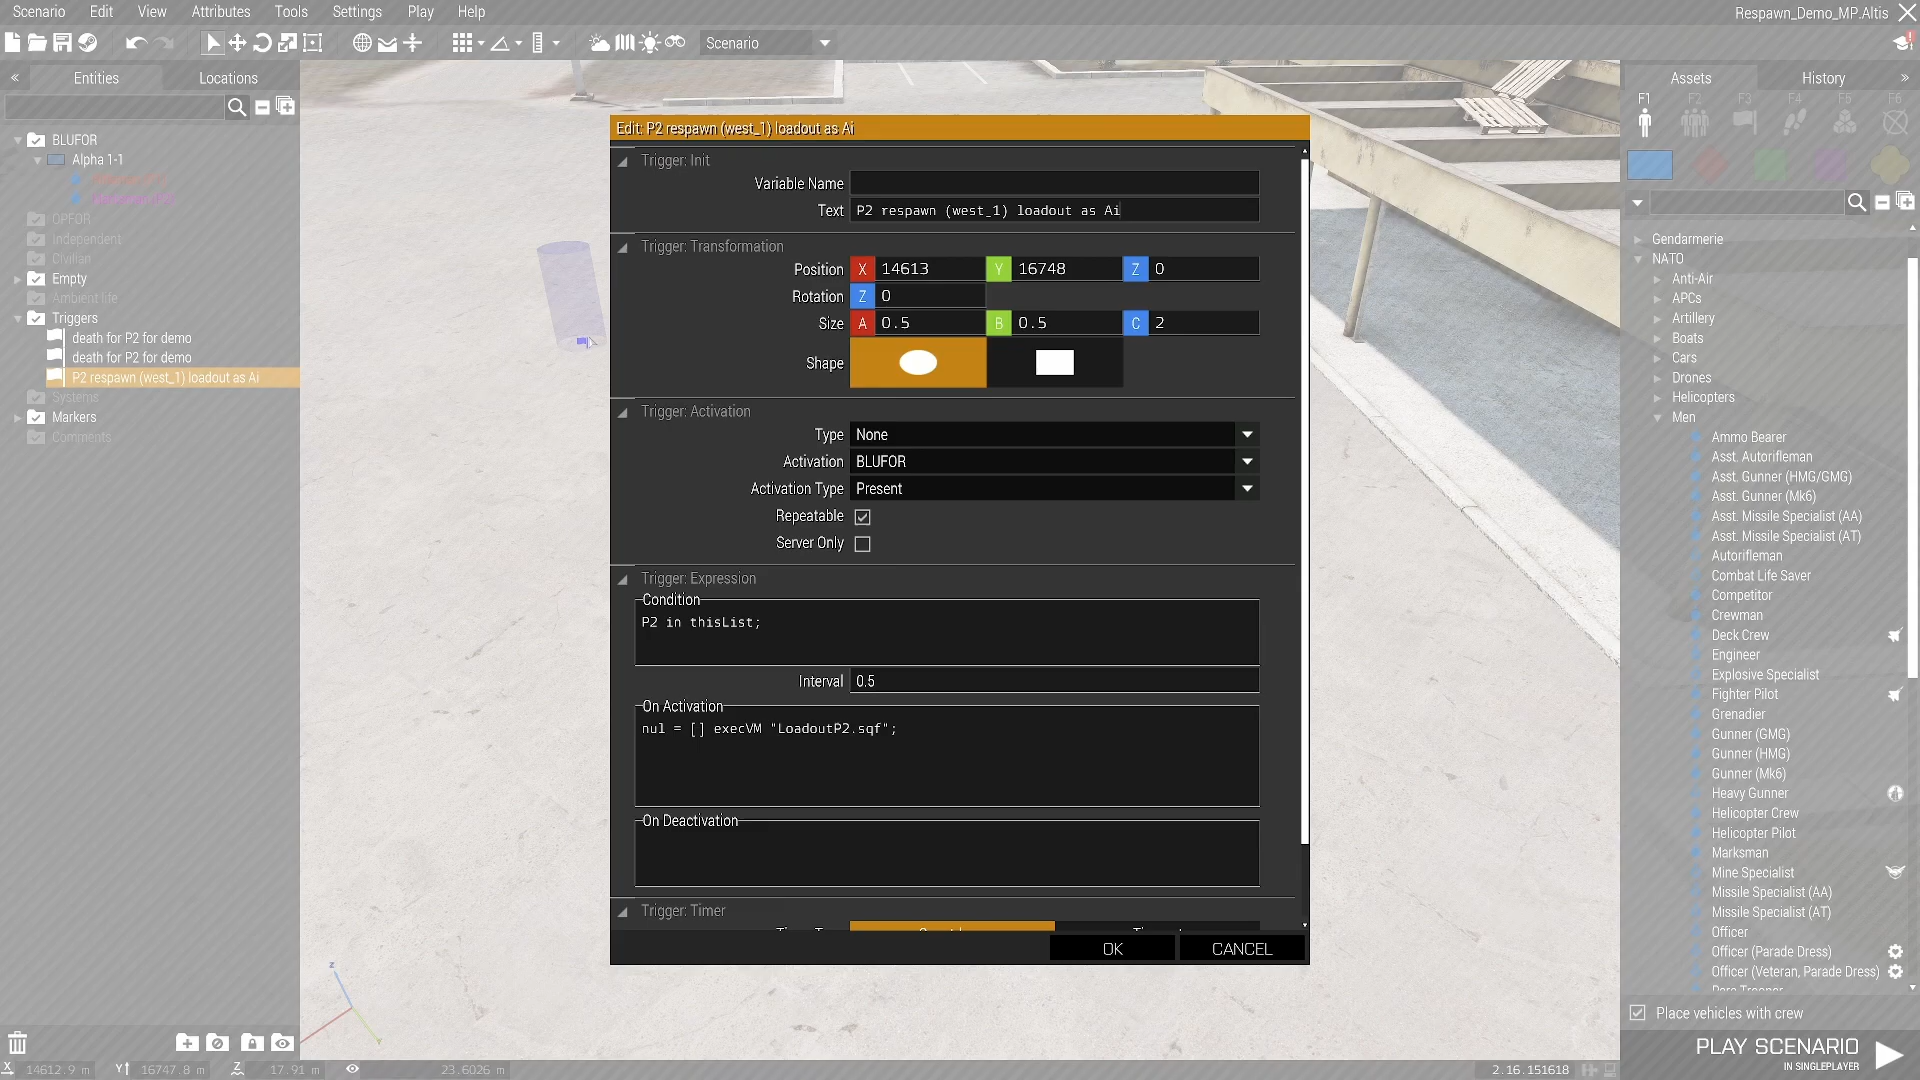 Scenario Edit View Attributes Tools Settings Play Help
Respawn_Demo_MP.Altis
Scenario
Entities Locations
BLUFOR
Alpha 1-1
OPFOR
Independent
Civilian
Empty
Ambient life
Triggers
death for P2 for demo
death for P2 for demo
P2 respawn (west_1) loadout as Ai
Systems
Markers
Comments
Edit: P2 respawn (west_1) loadout as Ai
Trigger: Init
Variable Name
Text P2 respawn (west_1) loadout as Ai
Trigger: Transformation
Position X 14613 Y 16748 Z 0
Rotation Z 0
Size A 0.5 B 0.5 C 2
Shape
Trigger: Activation
Type None
Activation BLUFOR
Activation Type Present
Repeatable
Server Only
Trigger: Expression
Condition
P2 in thisList;
Interval 0.5
On Activation
nul = [] execVM "LoadoutP2.sqf";
On Deactivation
Trigger: Timer
OK CANCEL
Assets History
F1 F2 F3 F4 F5 F6
Gendarmerie
NATO
Anti-Air
APCs
Artillery
Boats
Cars
Drones
Helicopters
Men
Ammo Bearer
Asst. Autorifleman
Asst. Gunner (HMG/GMG)
Asst. Gunner (Mk6)
Asst. Missile Specialist (AA)
Asst. Missile Specialist (AT)
Autorifleman
Combat Life Saver
Competitor
Crewman
Deck Crew
Engineer
Explosive Specialist
Fighter Pilot
Grenadier
Gunner (GMG)
Gunner (HMG)
Gunner (Mk6)
Heavy Gunner
Helicopter Crew
Helicopter Pilot
Marksman
Mine Specialist
Missile Specialist (AA)
Missile Specialist (AT)
Officer
Officer (Parade Dress)
Officer (Veteran, Parade Dress)
Place vehicles with crew
PLAY SCENARIO
IN SINGLEPLAYER
X 14612.9 m Y 16747.8 m Z 17.91 m 23.6026 m
2.16.151618